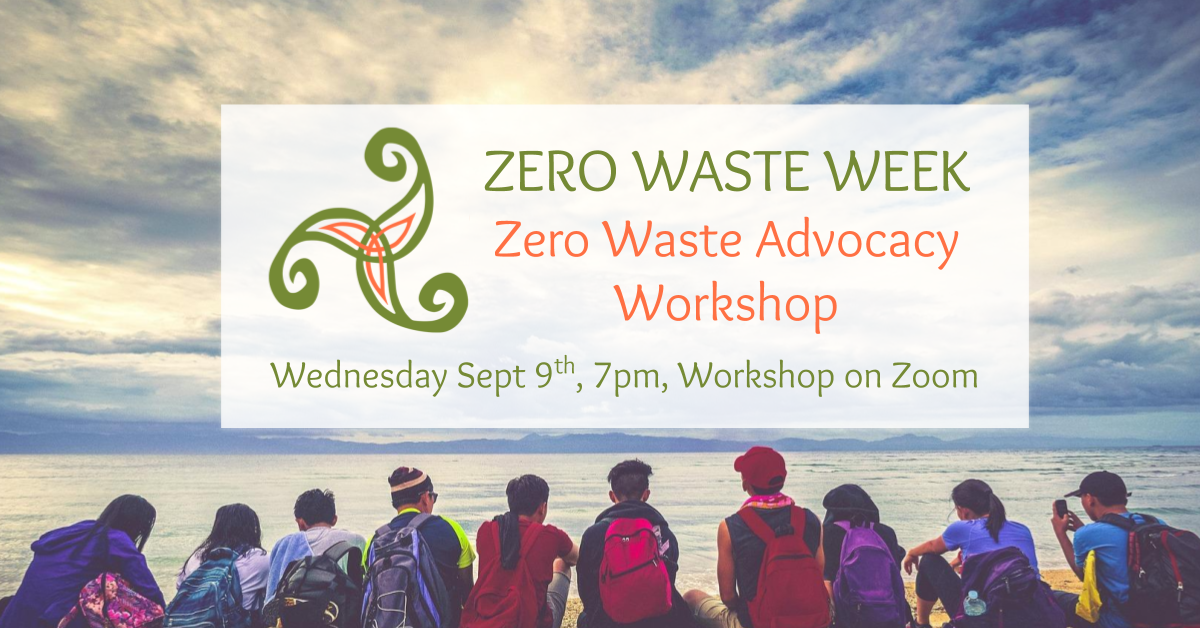 ZERO WASTE WEEK
Zero Waste Advocacy
Workshop
Wednesday Sept 9th, 7pm, Workshop on Zoom